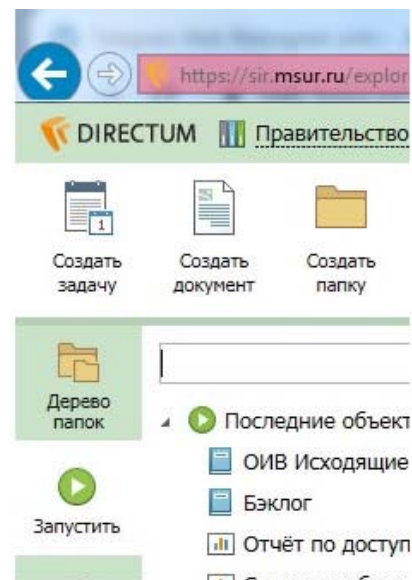 https://sir.msur.ru/explor
DIRECTUM Правительство
Создать задачу
Создать документ
Создать папку
Дерево папок
Последние объект
ОИВ Исходящие
Бэклог
Запустить
Отчёт по доступ